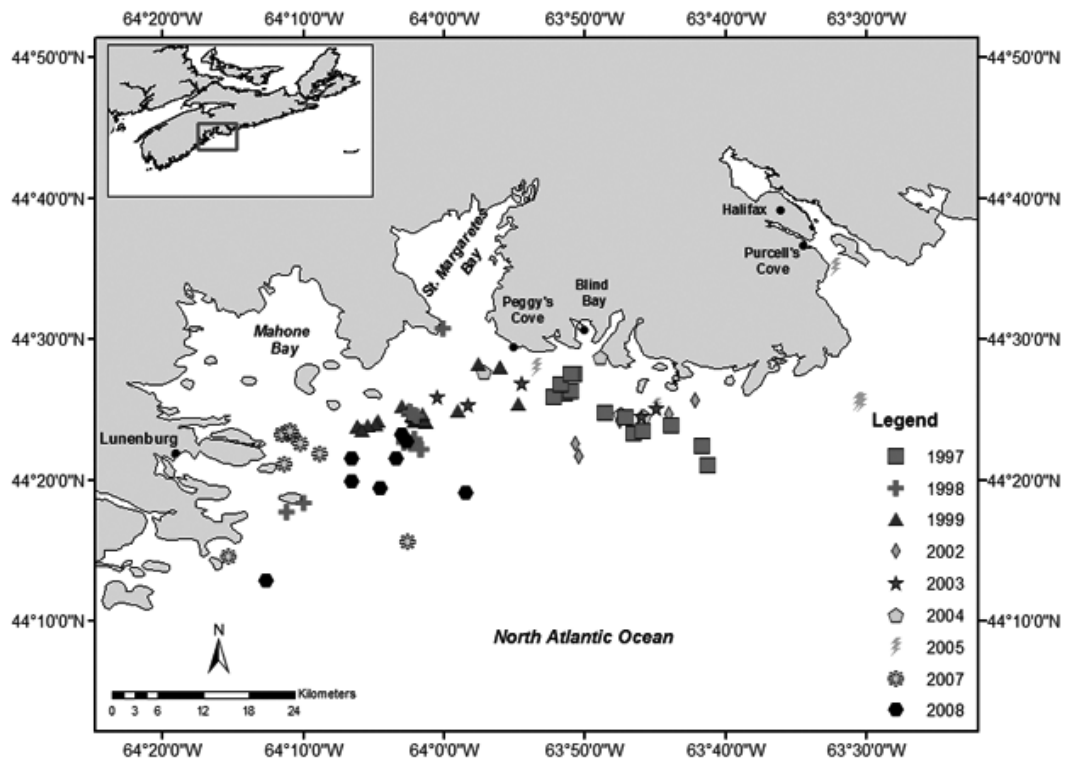 64°20'0"W 64°10'0"W 64°00'0"W 63°50'0"W 63°40'0"W 63°30'0"W
44°50'0"N 44°50'0"N
44°40'0"N 44°40'0"N
Halifax
St. Margaretes
Bay
Purcell's
Cove
Blind
Bay
Peggy's
Cove
Mahone
Bay
44°30'0"N 44°30'0"N
Lunenburg
44°20'0"N 44°20'0"N
Legend
1997
1998
1999
2002
2003
2004
2005
2007
2008
44°10'0"N 44°10'0"N
N
North Atlantic Ocean
Kilometers
0 3 6 12 18 24
64°20'0"W 64°10'0"W 64°00'0"W 63°50'0"W 63°40'0"W 63°30'0"W